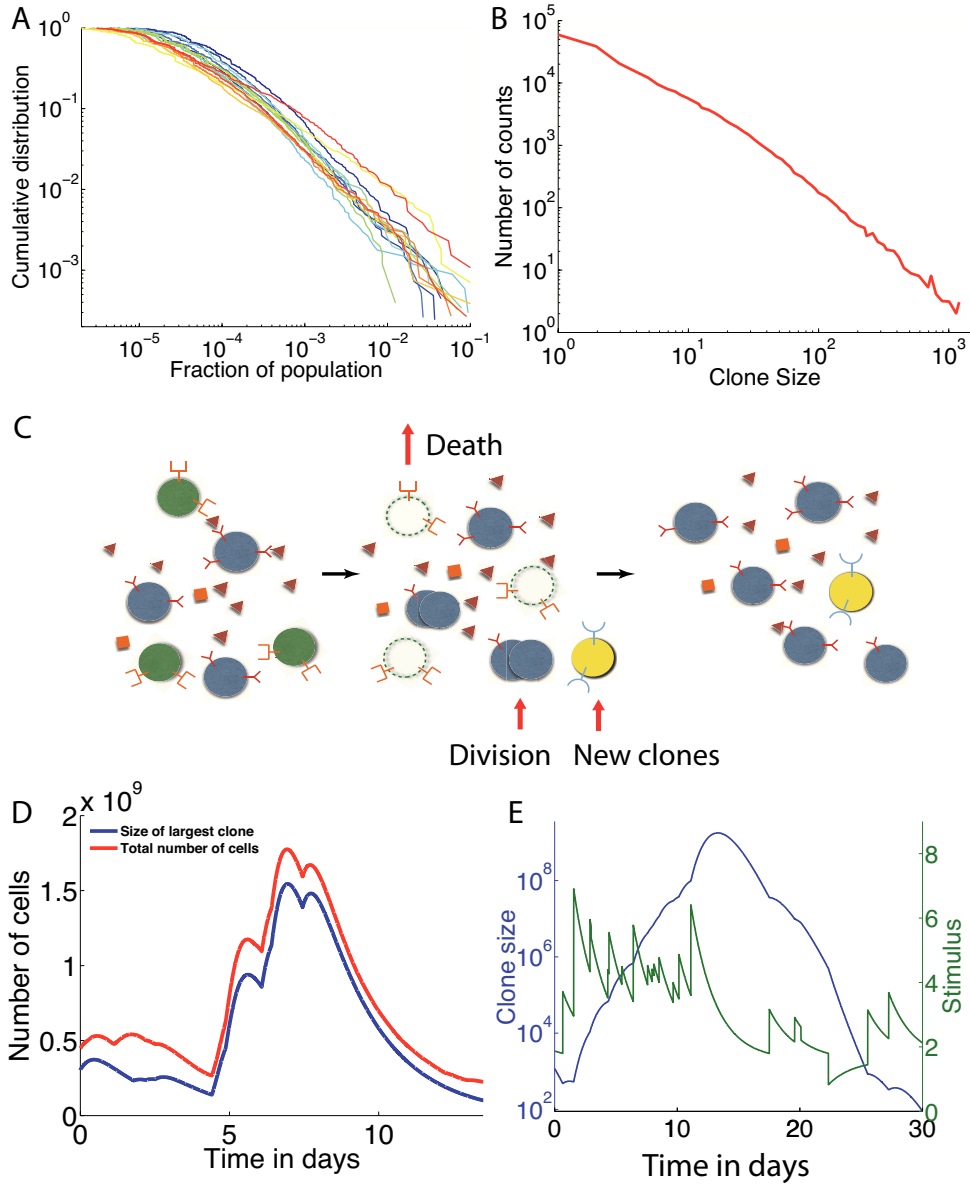 A
Cumulative distribution
10^0
10^-1
10^-2
10^-3
10^-5
10^-4
10^-3
10^-2
10^-1
Fraction of population
B
Number of counts
10^5
10^4
10^3
10^2
10^1
10^0
10^0
10^1
10^2
10^3
Clone Size
C
Death
Division
New clones
D
x 10^9
Size of largest clone
Total number of cells
Number of cells
2
1.5
1
0.5
0
0
5
10
Time in days
E
Clone size
10^8
10^6
10^4
10^2
Stimulus
8
6
4
2
0
0
10
20
30
Time in days